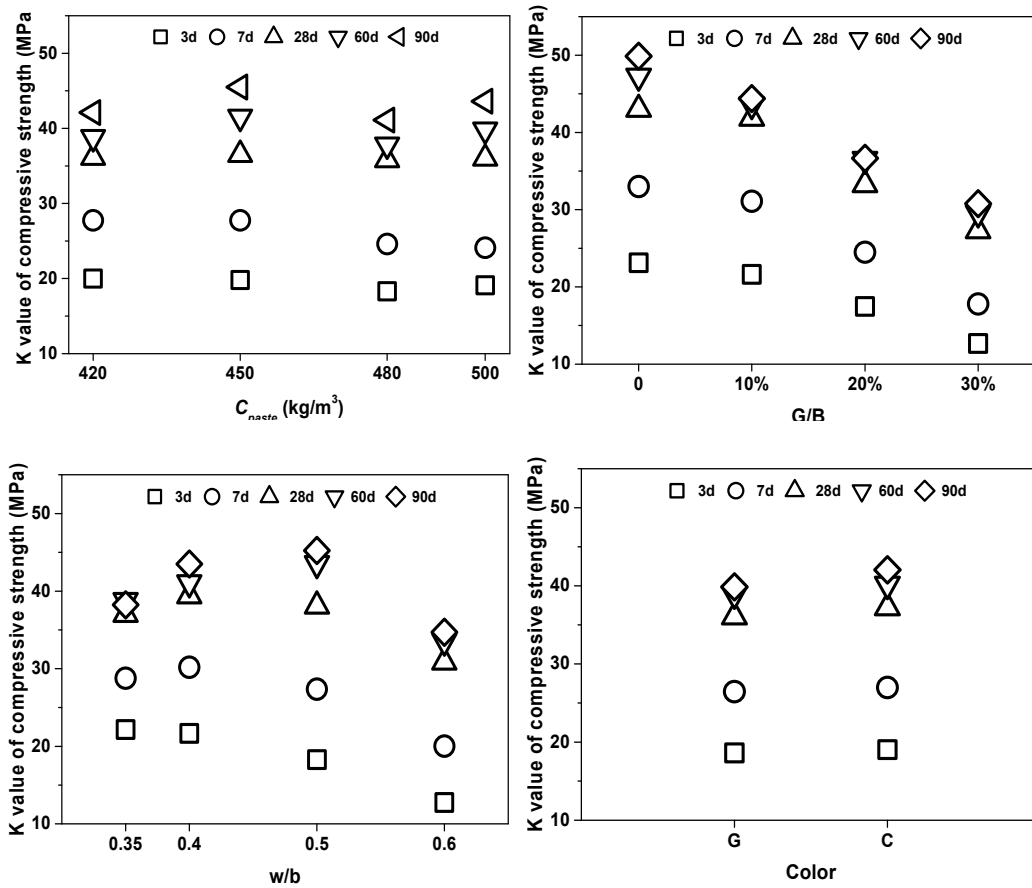 K value of compressive strength (MPa
3d 7d 28d 60d 90d
50
40
30
20
10
420 450 480 500
C_paste (kg/m³)
K value of compressive strength (MPa)
3d 7d 28d 60d 90d
50
40
30
20
10
0 10% 20% 30%
G/B
K value of compressive strength (MPa)
3d 7d 28d 60d 90d
50
40
30
20
10
0.35 0.4 0.5 0.6
w/b
K value of compressive strength (MPa)
3d 7d 28d 60d 90d
50
40
30
20
10
G C
Color